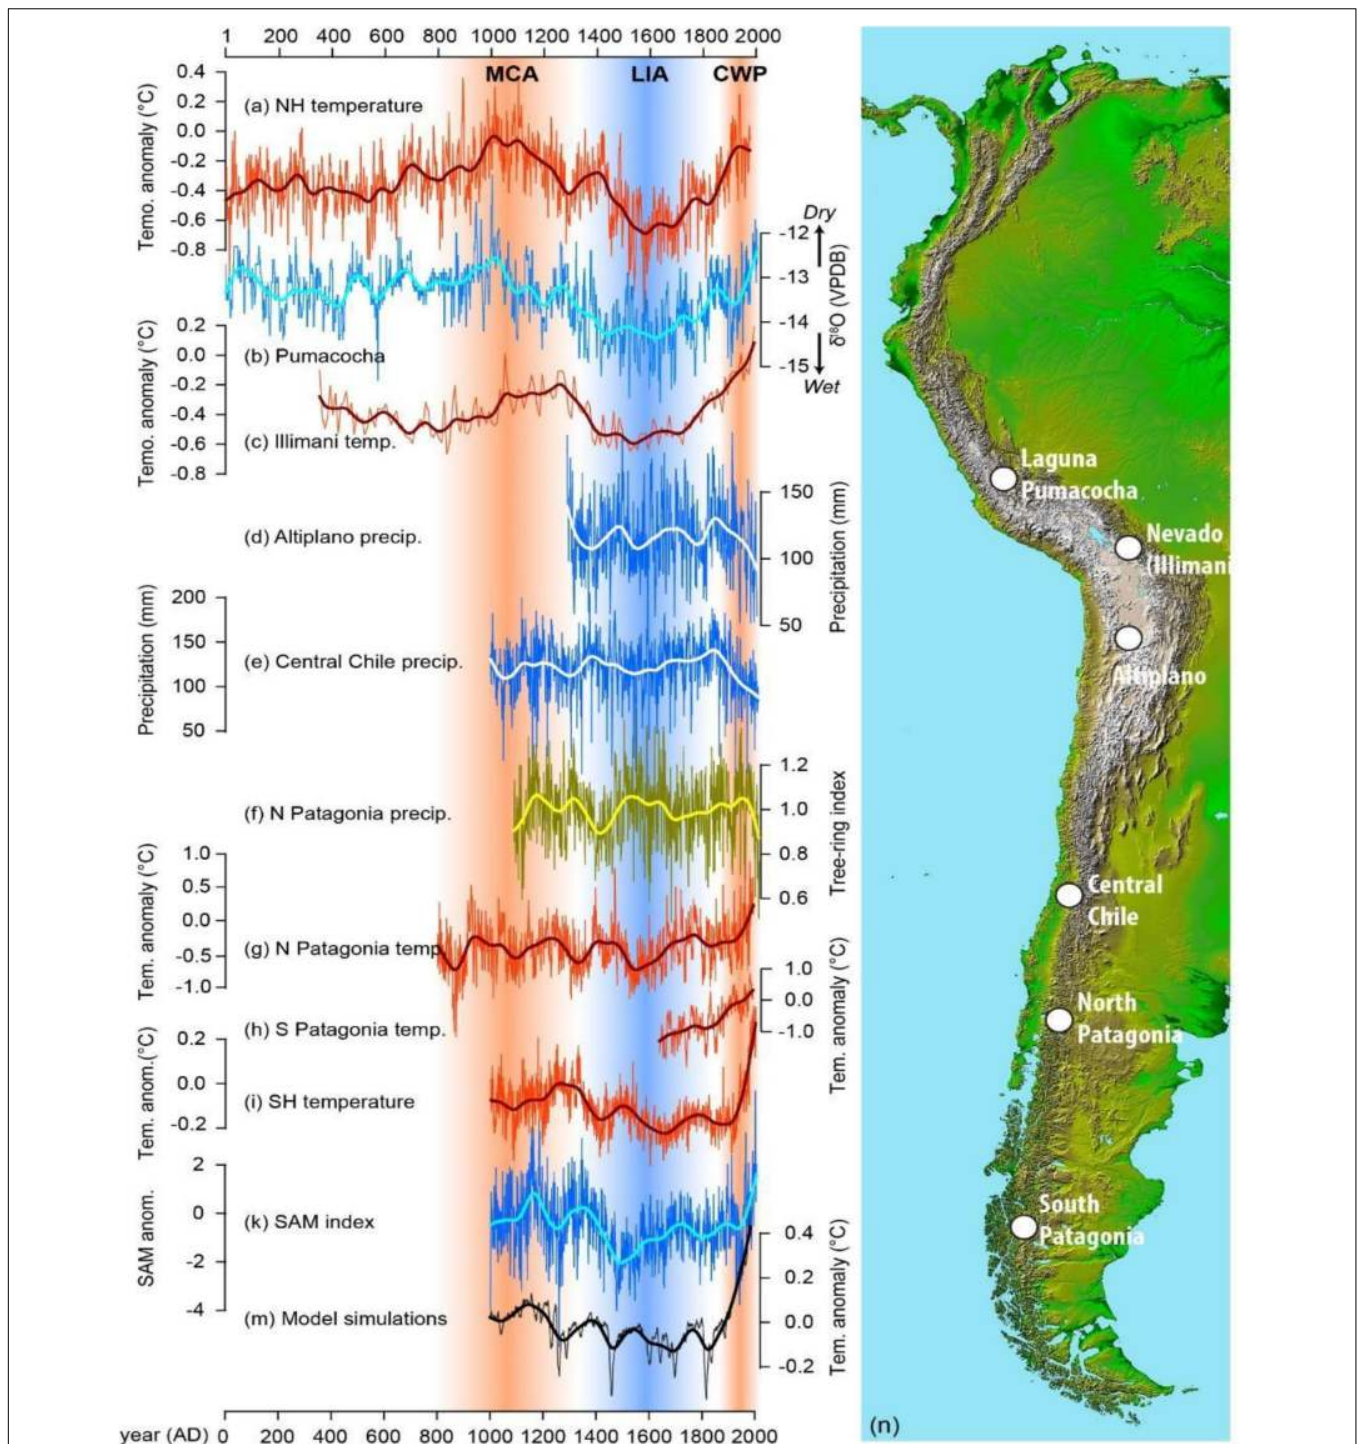 1 200 400 600 800 1000 1200 1400 1600 1800 2000
MCA LIA CWP
0.4
0.2
0.0
-0.2
-0.4
-0.6
-0.8
Temo. anomaly (°C)
(a) NH temperature
Dry
-12
-13
-14
-15
Wet
δ¹⁸O (VPDB)
0.2
0.0
-0.2
-0.4
-0.6
-0.8
Temo. anomaly (°C)
(b) Pumacocha
(c) Illimani temp.
150
100
50
Precipitation (mm)
(d) Altiplano precip.
200
150
100
50
Precipitation (mm)
(e) Central Chile precip.
1.2
1.0
0.8
0.6
Tree-ring index
(f) N Patagonia precip.
1.0
0.5
0.0
-0.5
-1.0
Tem. anomaly (°C)
(g) N Patagonia temp.
1.0
0.0
-1.0
Tem. anomaly (°C)
(h) S Patagonia temp.
0.2
0.0
-0.2
Tem. anom.(°C)
(i) SH temperature
2
0
-2
-4
SAM anom.
(k) SAM index
0.4
0.2
0.0
-0.2
Tem. anomaly (°C)
(m) Model simulations
year (AD) 0 200 400 600 800 1000 1200 1400 1600 1800 2000
Laguna
Pumacocha
Nevado
(Illimani
Altiplano
Central
Chile
North
Patagonia
South
Patagonia
(n)